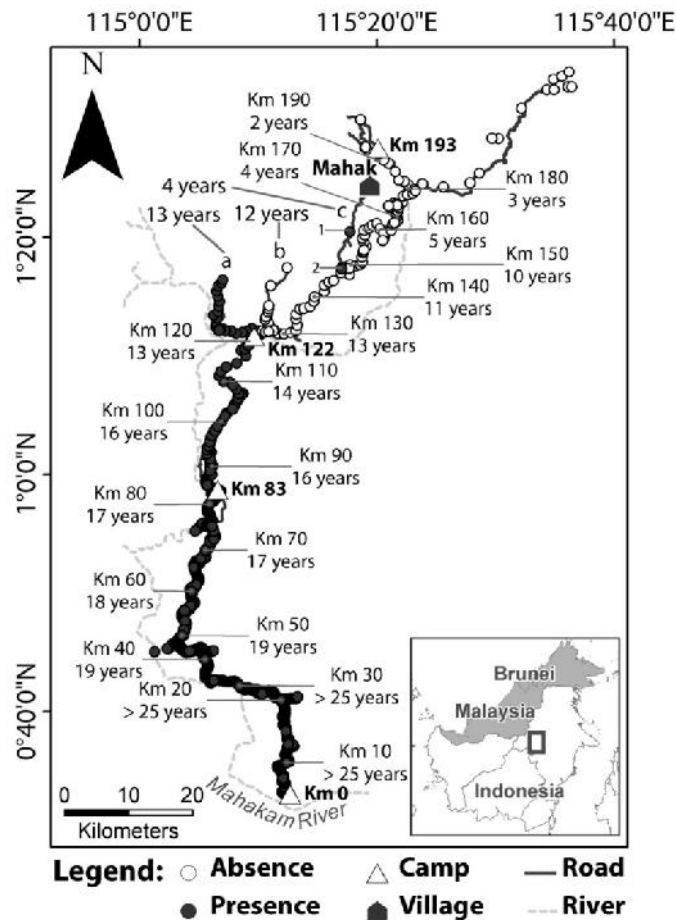 115°0'0"E 115°20'0"E 115°40'0"E
N
Km 190
2 years
Km 193
Km 170
4 years
Mahak
Km 180
3 years
4 years
13 years
12 years
c
1
Km 160
5 years
a
b
2
Km 150
10 years
Km 140
11 years
Km 120
13 years
Km 122
Km 130
13 years
Km 110
14 years
Km 100
16 years
Km 90
16 years
Km 83
Km 80
17 years
Km 70
17 years
Km 60
18 years
Km 50
19 years
Km 40
19 years
Km 30
> 25 years
Km 20
> 25 years
Km 10
> 25 years
Km 0
Mahakam River
1°20'0"N
1°0'0"N
0°40'0"N
0 10 20
Kilometers
Brunei
Malaysia
Indonesia
Legend: Absence Camp Road
Presence Village River